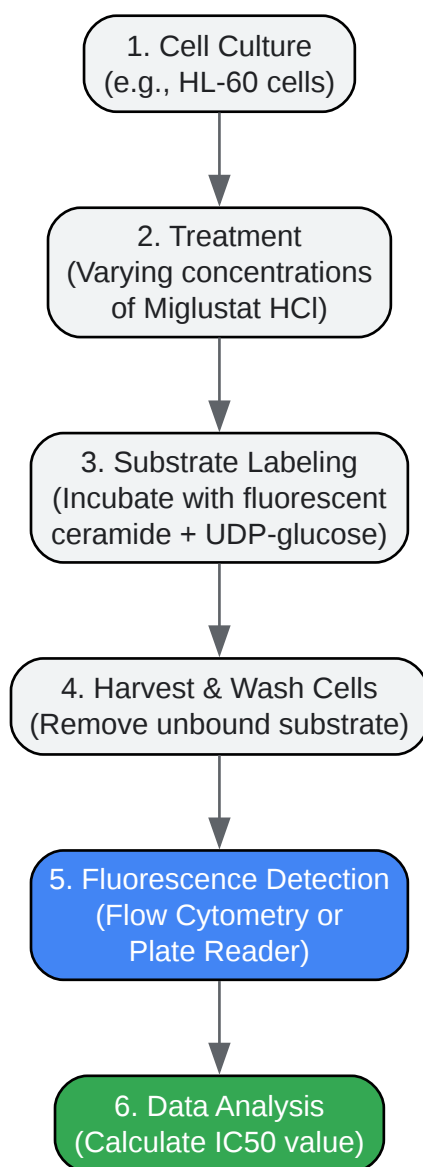 1. Cell Culture
(e.g., HL-60 cells)
2. Treatment
(Varying concentrations
of Miglustat HCl)
3. Substrate Labeling
(Incubate with fluorescent
ceramide + UDP-glucose)
4. Harvest & Wash Cells
(Remove unbound substrate)
5. Fluorescence Detection
(Flow Cytometry or
Plate Reader)
6. Data Analysis
(Calculate IC50 value)